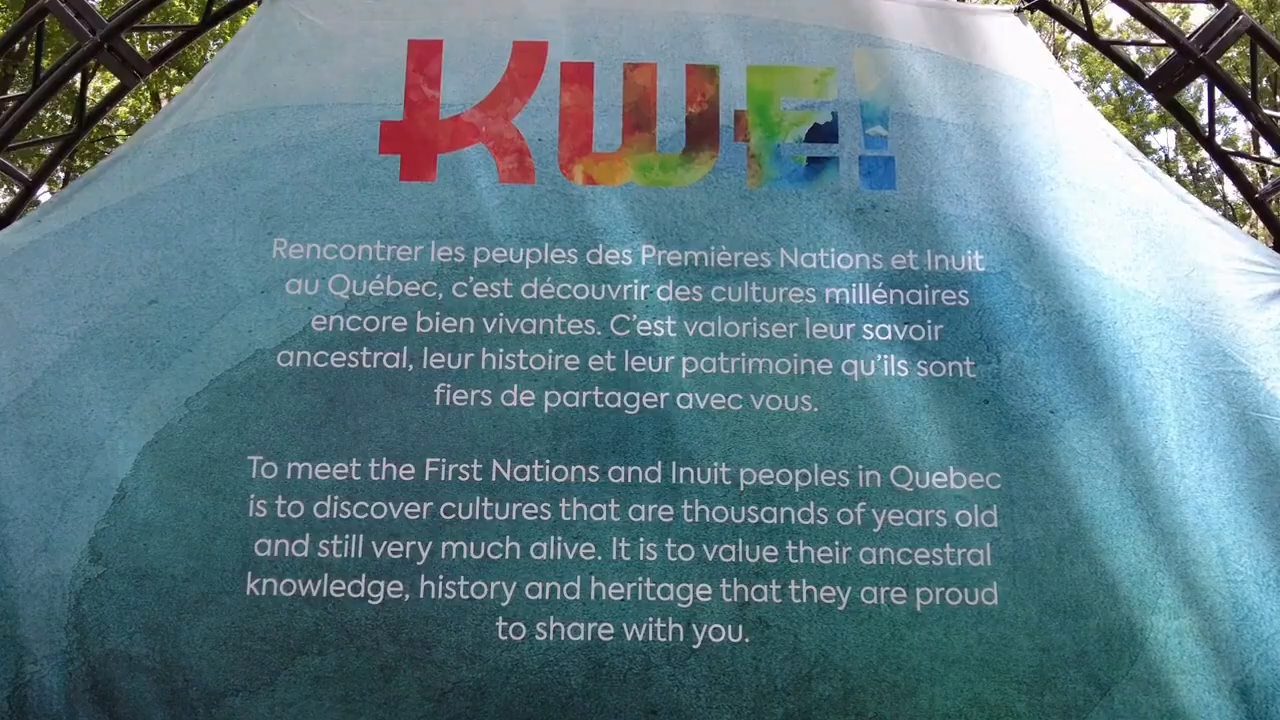 KWE!
Rencontrer les peuples des Premières Nations et Inuit
au Québec, c'est découvrir des cultures millénaires
encore bien vivantes. C'est valoriser leur savoir
ancestral, leur histoire et leur patrimoine qu'ils sont
fiers de partager avec vous.
To meet the First Nations and Inuit peoples in Quebec
is to discover cultures that are thousands of years old
and still very much alive. It is to value their ancestral
knowledge, history and heritage that they are proud
to share with you.